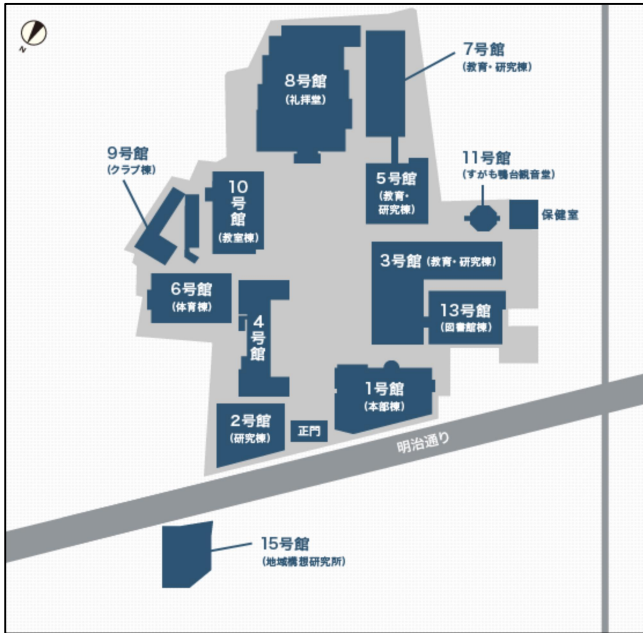 N
7号館
(教育・研究棟)
8号館
(礼拝堂)
9号館
(クラブ棟)
11号館
(すがも鴨台観音堂)
5号館
(教育・
研究棟)
10
号
館
(教室棟)
保健室
3号館(教育・研究棟)
6号館
(体育棟)
13号館
(図書館棟)
4
号
館
1号館
(本部棟)
2号館
(研究棟)
正門
明治通り
15号館
(地域構想研究所)